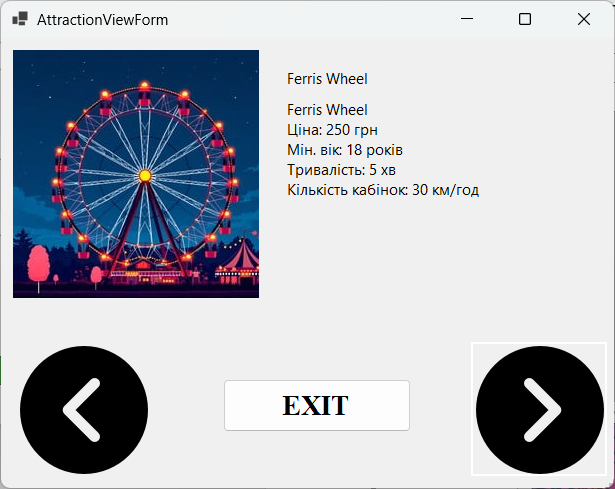 AttractionViewForm
Ferris Wheel
Ferris Wheel
Ціна: 250 грн
Мін. вік: 18 років
Тривалість: 5 хв
Кількість кабінок: 30 км/год
EXIT